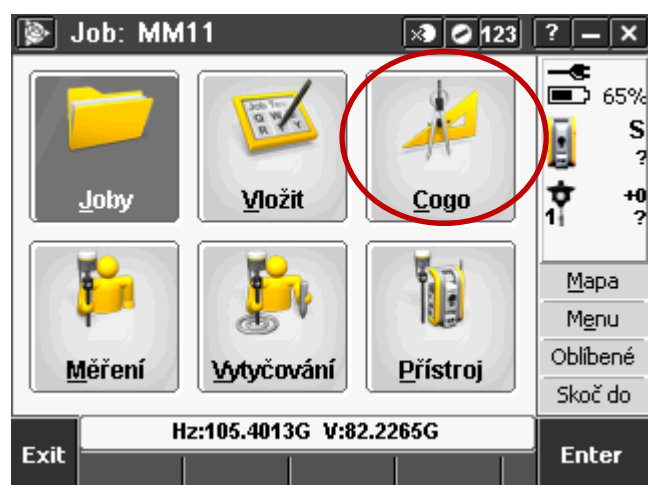 Job: MM11
123
?
65%
S
?
+0
1 ?
Joby
Vložit
Cogo
Měření
Vytyčování
Přístroj
Mapa
Menu
Oblíbené
Skoč do
Hz:105.4013G V:82.2265G
Exit
Enter